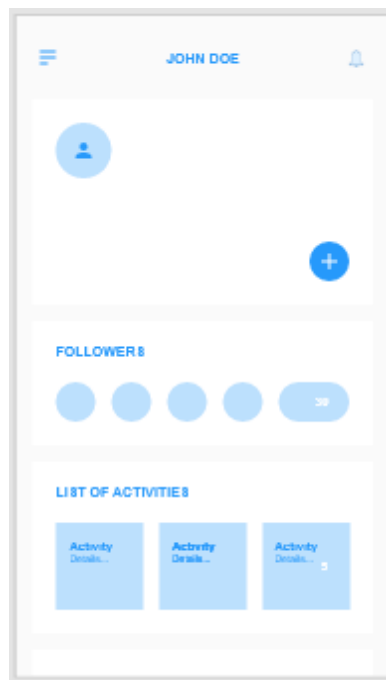 JOHN DOE
FOLLOWERS
30
LIST OF ACTIVITIES
Activity Activity Activity
Details... Details... Details...
5